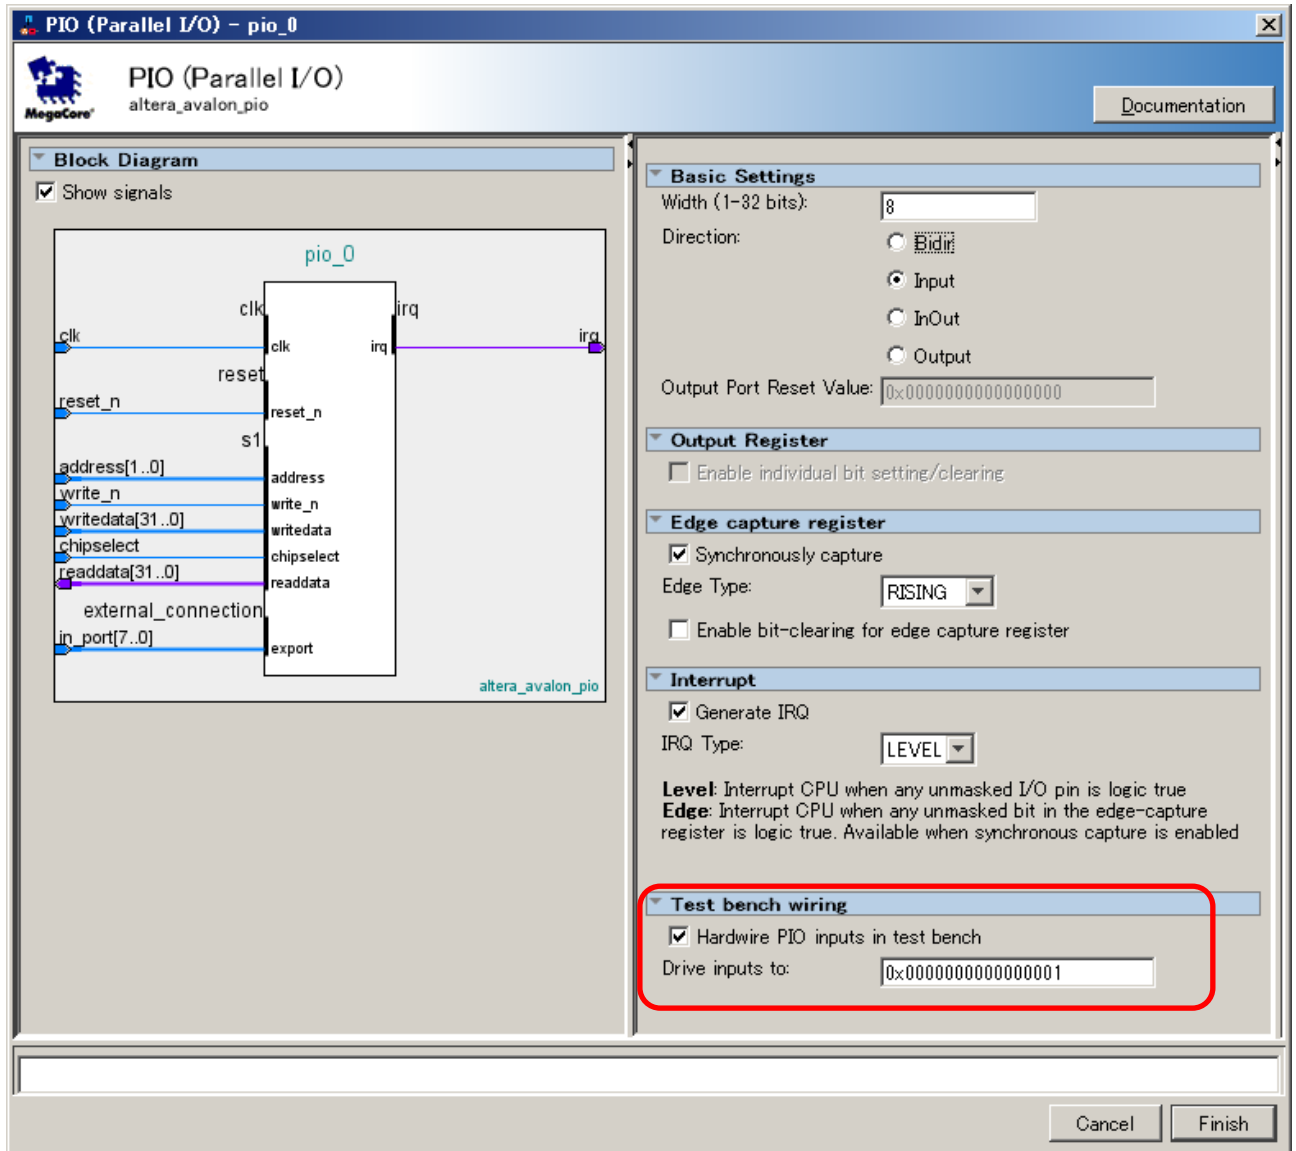 PIO (Parallel I/O) - pio_0
PIO (Parallel I/O)
altera_avalon_pio
MegaCore®
Documentation
Block Diagram
Show signals
pio_0
clk
irq
clk
clk
irq
irq
reset
reset_n
reset_n
s1
address[1..0]
address
write_n
write_n
writedata[31..0]
writedata
chipselect
chipselect
readdata[31..0]
readdata
external_connection
in_port[7..0]
export
altera_avalon_pio
Basic Settings
Width (1-32 bits): 8
Direction: Bidir
Input
InOut
Output
Output Port Reset Value: 0x0000000000000000
Output Register
Enable individual bit setting/clearing
Edge capture register
Synchronously capture
Edge Type: RISING
Enable bit-clearing for edge capture register
Interrupt
Generate IRQ
IRQ Type: LEVEL
Level: Interrupt CPU when any unmasked I/O pin is logic true
Edge: Interrupt CPU when any unmasked bit in the edge-capture
register is logic true. Available when synchronous capture is enabled
Test bench wiring
Hardwire PIO inputs in test bench
Drive inputs to: 0x0000000000000001
Cancel
Finish